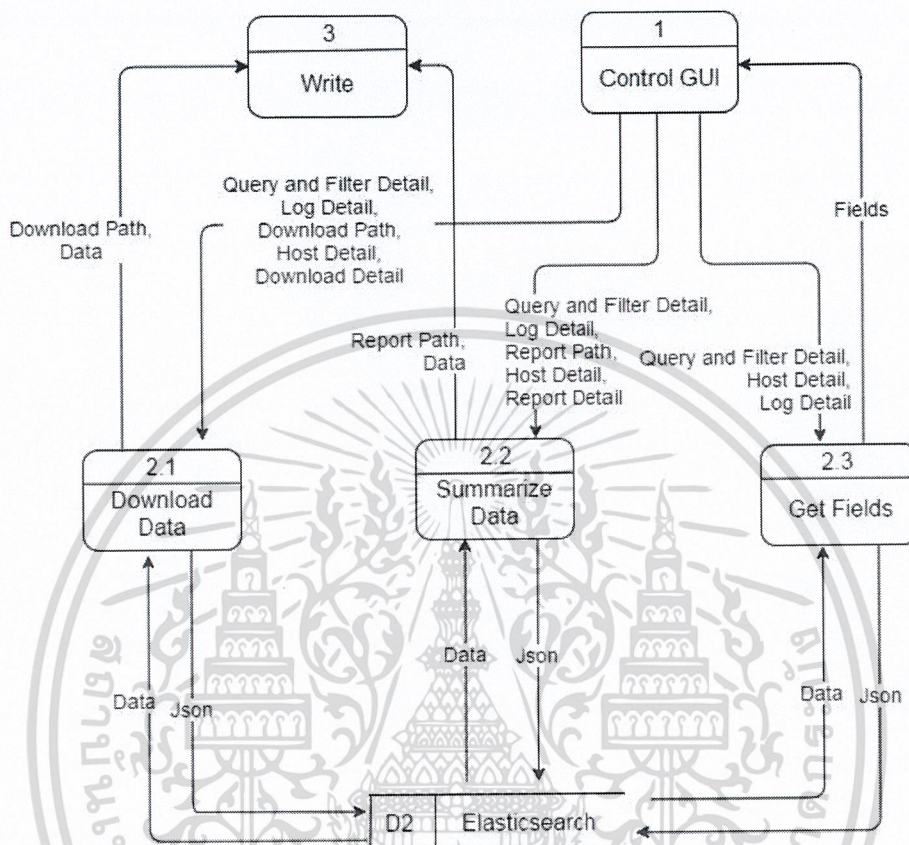 3
Write
1
Control GUI
Download Path,
Data
Query and Filter Detail,
Log Detail,
Download Path,
Host Detail,
Download Detail
Report Path,
Data
Query and Filter Detail,
Log Detail,
Report Path,
Host Detail,
Report Detail
Query and Filter Detail,
Host Detail,
Log Detail
Fields
2.1
Download
Data
2.2
Summarize
Data
2.3
Get Fields
Data
Json
Data
Json
Data
Json
D2
Elasticsearch